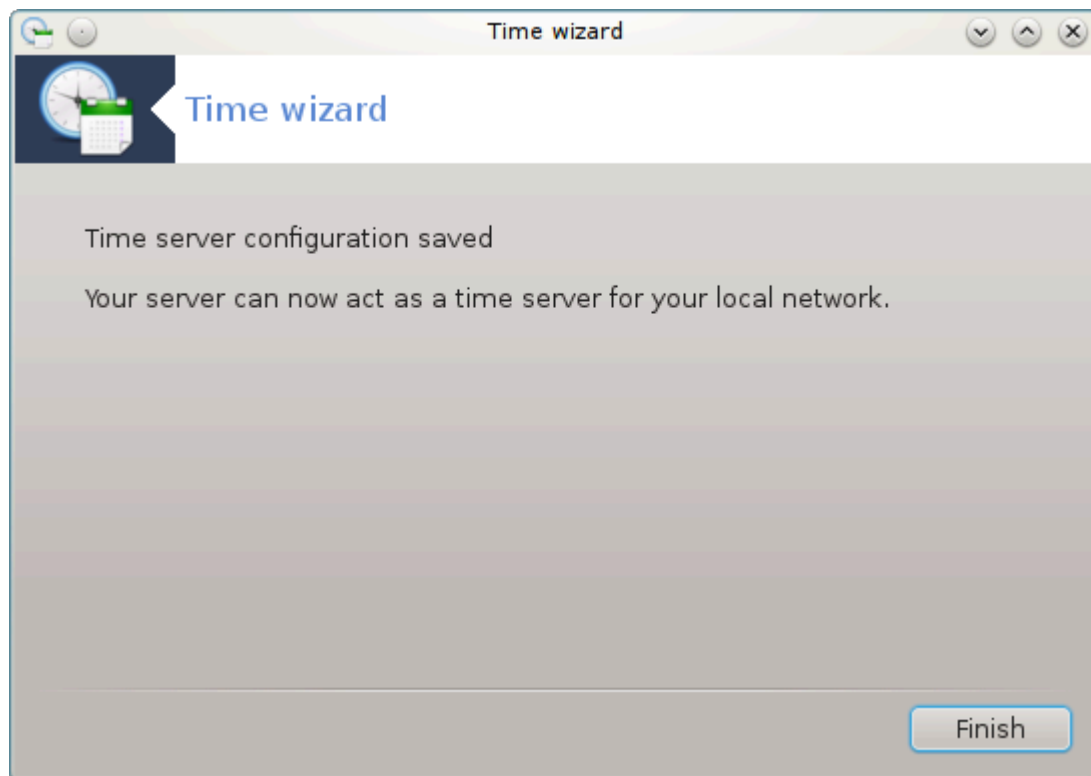 Time wizard
Time wizard
Time server configuration saved
Your server can now act as a time server for your local network.
Finish